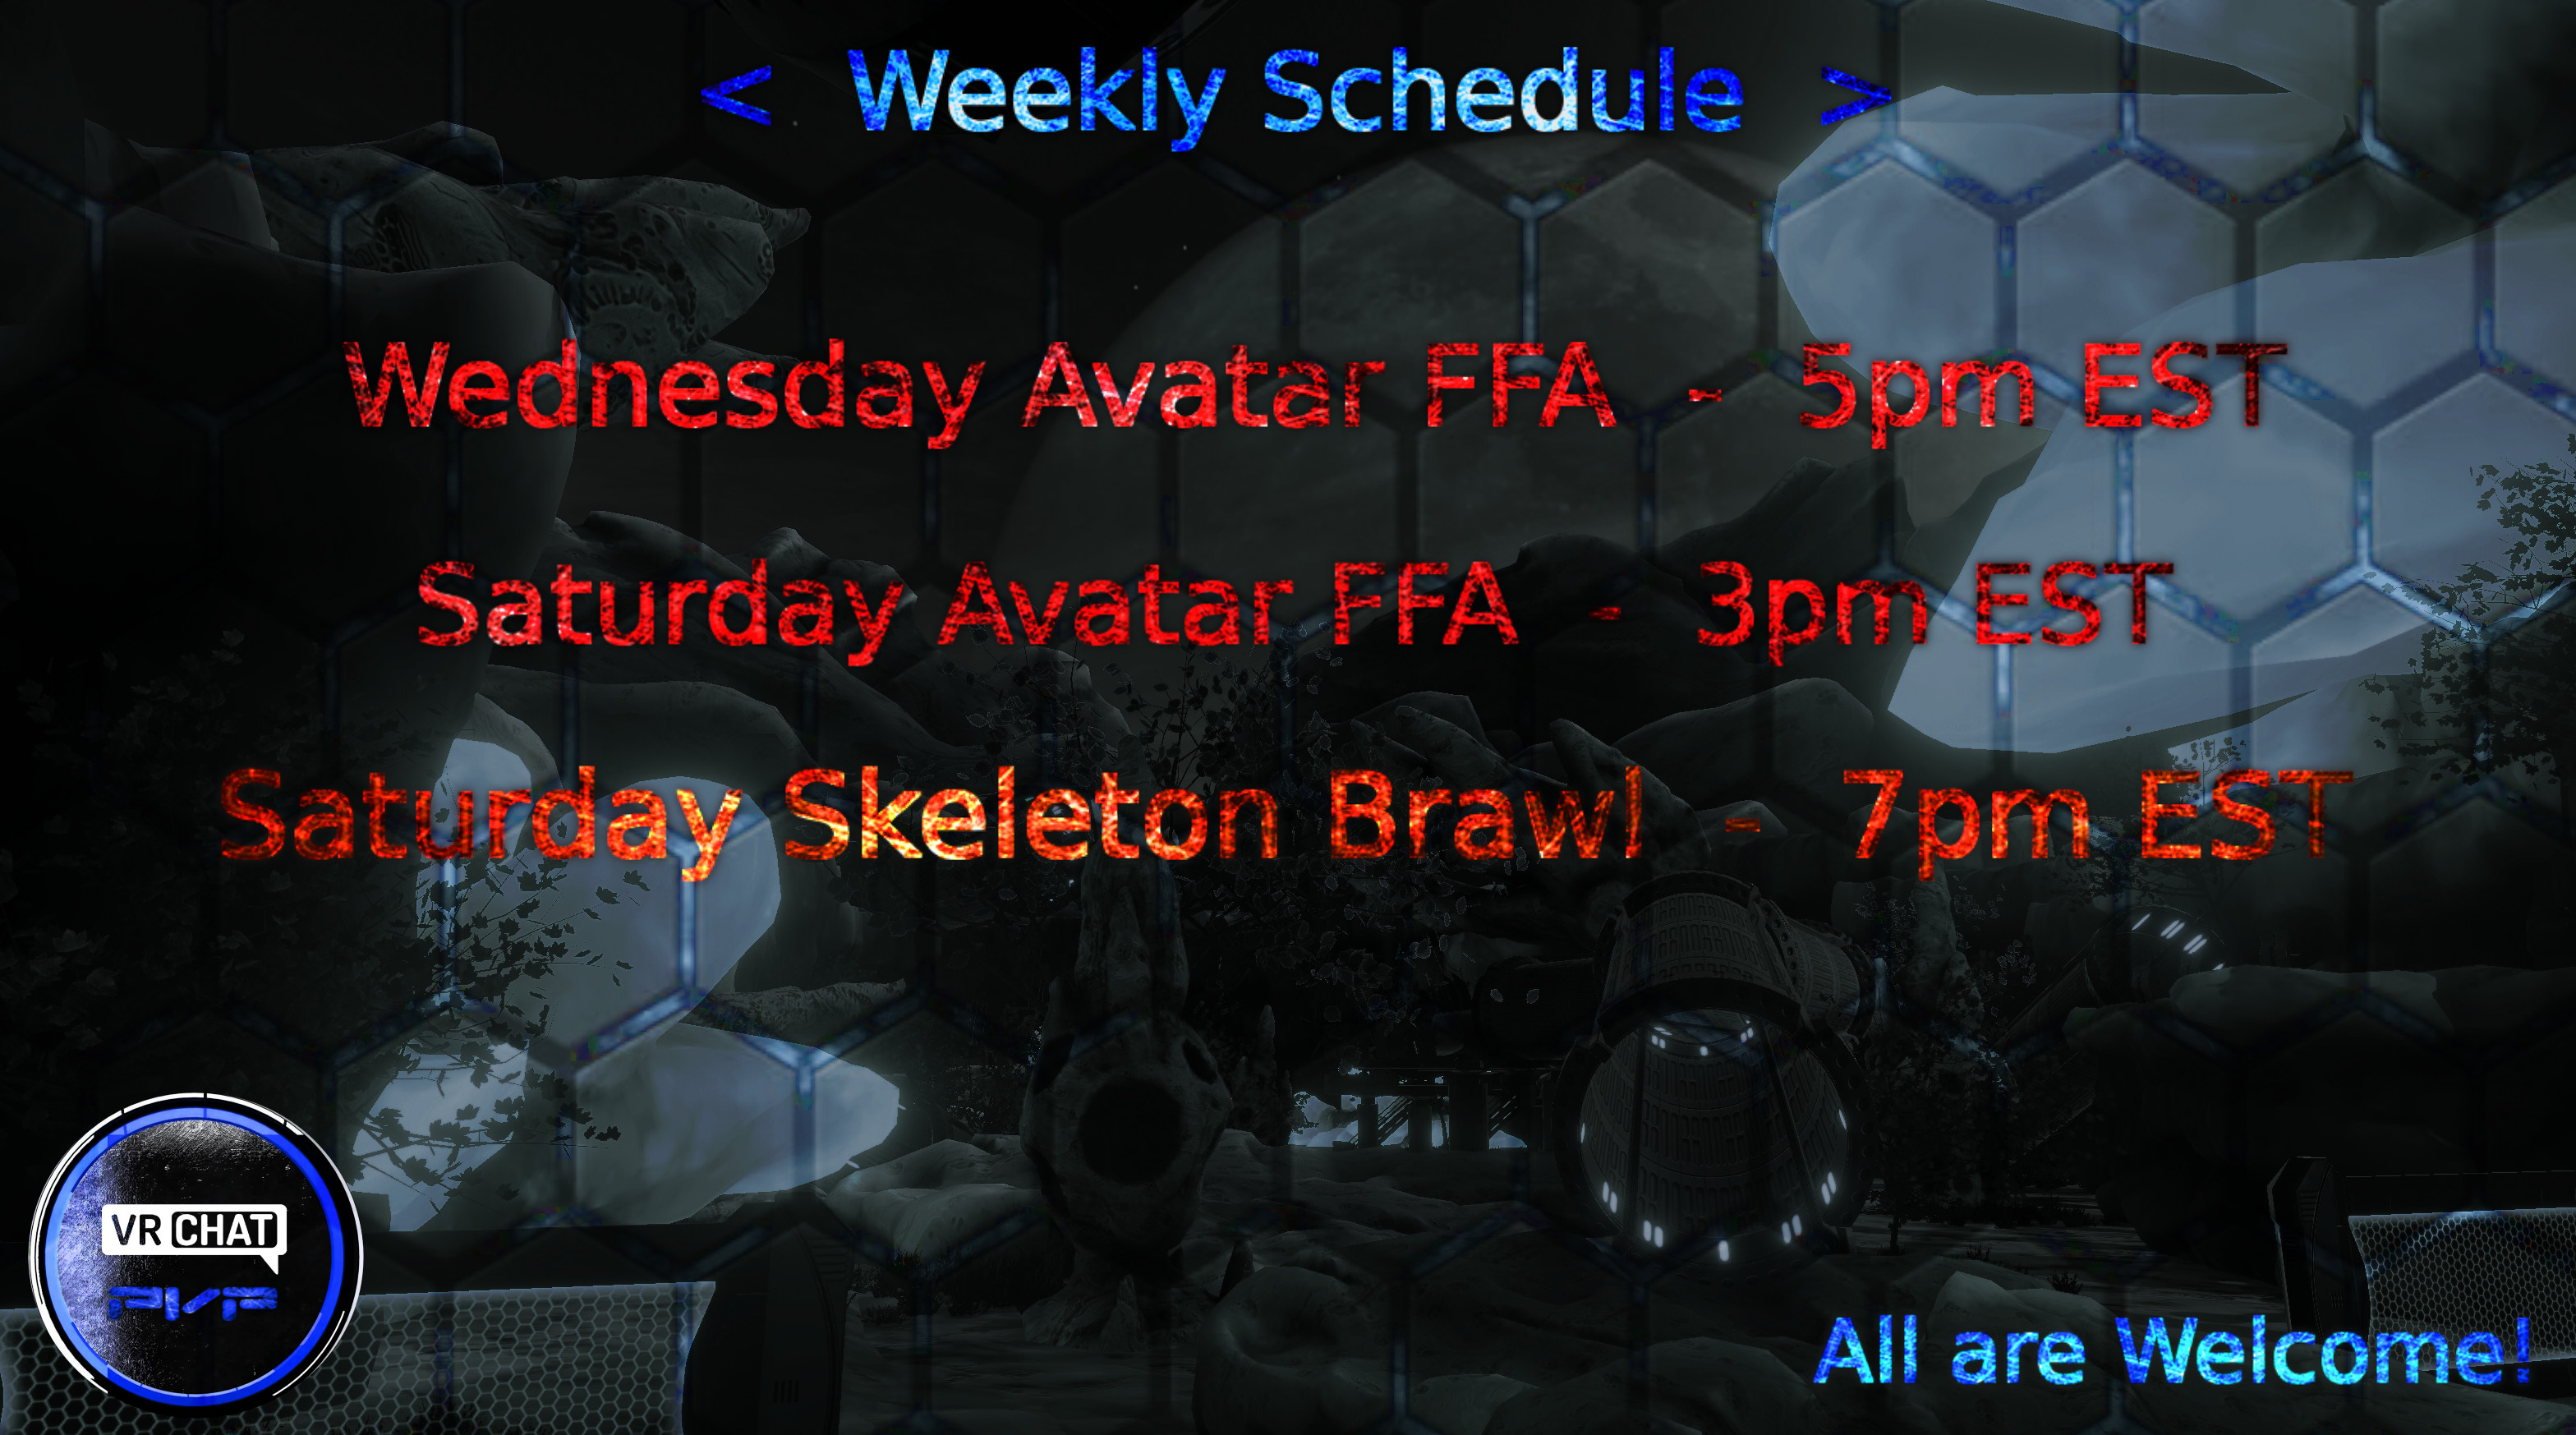 < Weekly Schedule >
Wednesday Avatar FFA - 5pm EST
Saturday Avatar FFA - 3pm EST
Saturday Skeleton Brawl - 7pm EST
VR CHAT
PVP
All are Welcome!